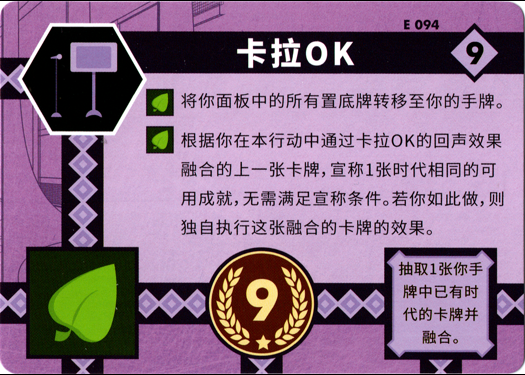 E 094
卡拉OK
9
将你面板中的所有置底牌转移至你的手牌。
根据你在本行动中通过卡拉OK的回声效果
融合的上一张卡牌，宣称1张时代相同的可
用成就，无需满足宣称条件。若你如此做，则
独自执行这张融合的卡牌的效果。
9
抽取1张你手
牌中已有时
代的卡牌并
融合。